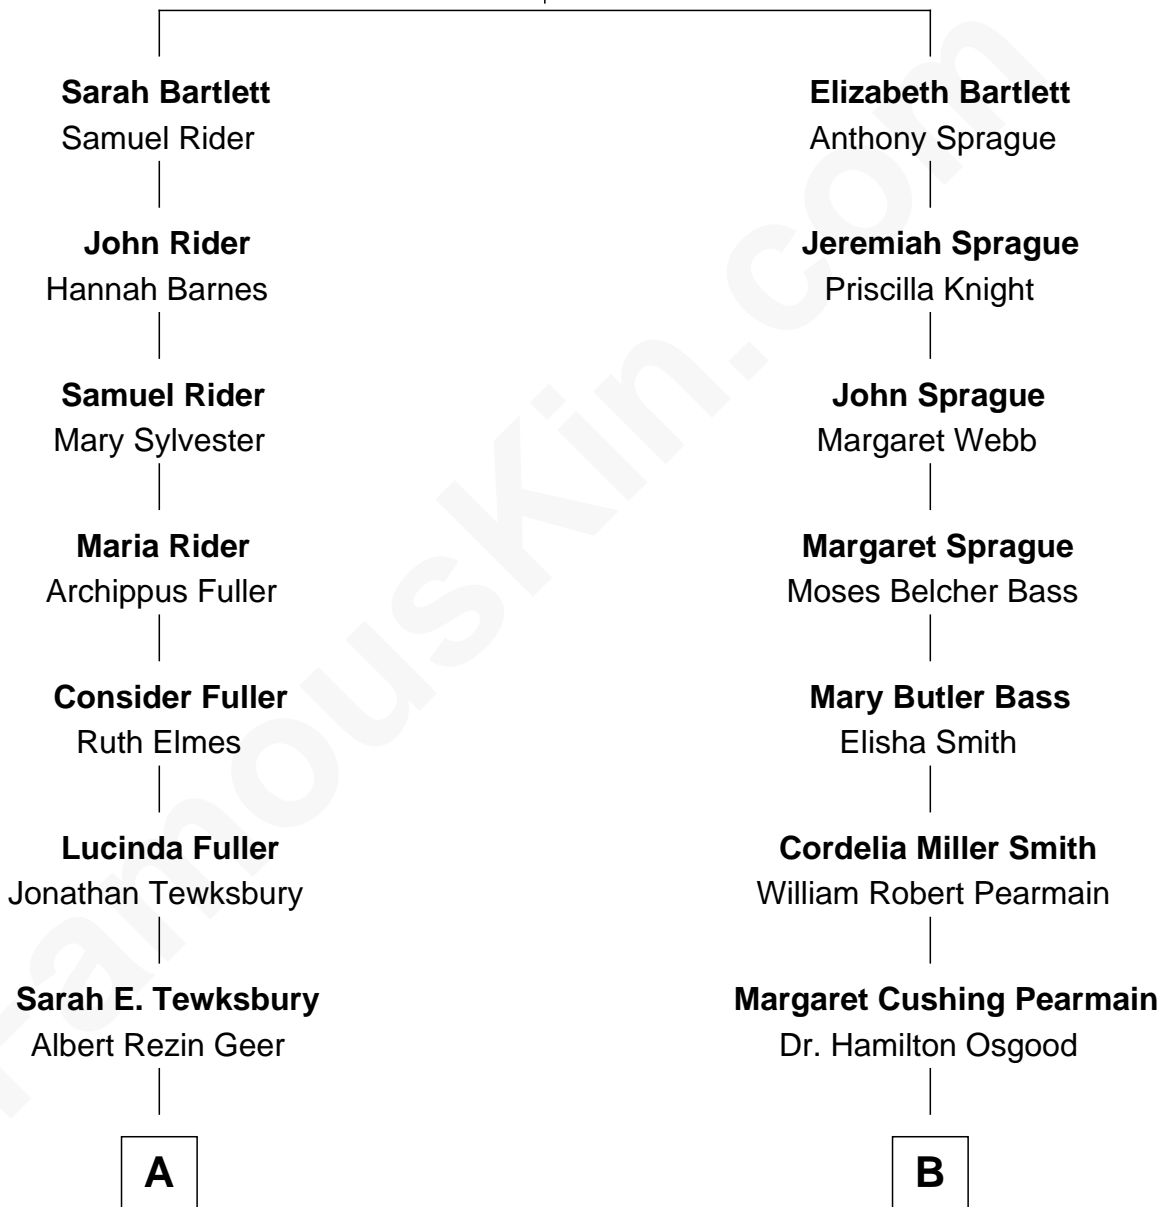 Sarah Bartlett
Samuel Rider
John Rider
Hannah Barnes
Samuel Rider
Mary Sylvester
Maria Rider
Archippus Fuller
Consider Fuller
Ruth Elmes
Lucinda Fuller
Jonathan Tewksbury
Sarah E. Tewksbury
Albert Rezin Geer
A
Elizabeth Bartlett
Anthony Sprague
Jeremiah Sprague
Priscilla Knight
John Sprague
Margaret Webb
Margaret Sprague
Moses Belcher Bass
Mary Butler Bass
Elisha Smith
Cordelia Miller Smith
William Robert Pearmain
Margaret Cushing Pearmain
Dr. Hamilton Osgood
B
FamousKin.com